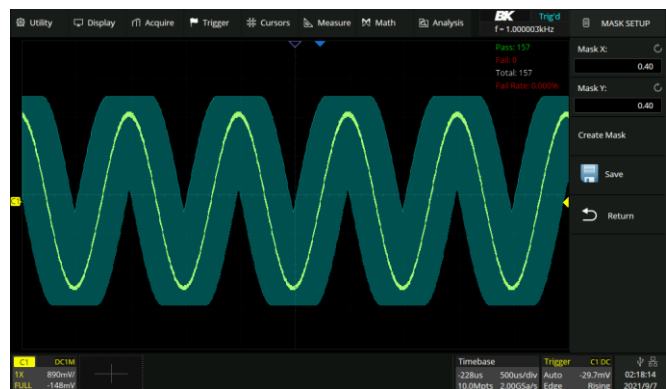 Utility Display Acquire Trigger Cursors Measure Math Analysis BK Trig'd
f = 1.000003kHz
MASK SETUP
Pass: 157
Fail: 0
Total: 157
Fail Rate: 0.000%
Mask X:
0.40
Mask Y:
0.40
Create Mask
Save
Return
C1
C1 DC1M
1X 890mV/
FULL -148mV
Timebase
-228us 500us/div
10.0Mpts 2.00GSa/s
Trigger C1 DC
Auto -29.7mV
Edge Rising
02:18:14
2021/9/7